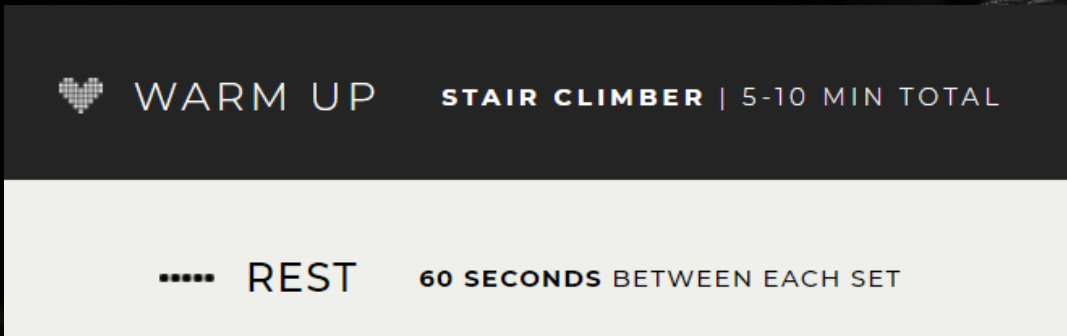 WARM UP STAIR CLIMBER | 5-10 MIN TOTAL
REST 60 SECONDS BETWEEN EACH SET